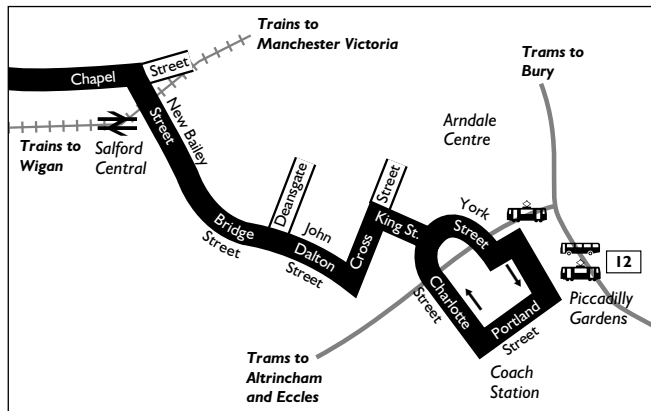 Trains to
Manchester Victoria
Trams to
Bury
Chapel
Street
Street
New Bailey
Trains to
Wigan
Salford
Central
Arndale
Centre
Deansgate
Street
York
Street
King St.
Bridge
Street
John
Dalton
Street
Cross
12
Piccadilly
Gardens
Charlotte
Street
Portland
Street
Trams to
Altrincham
and Eccles
Coach
Station